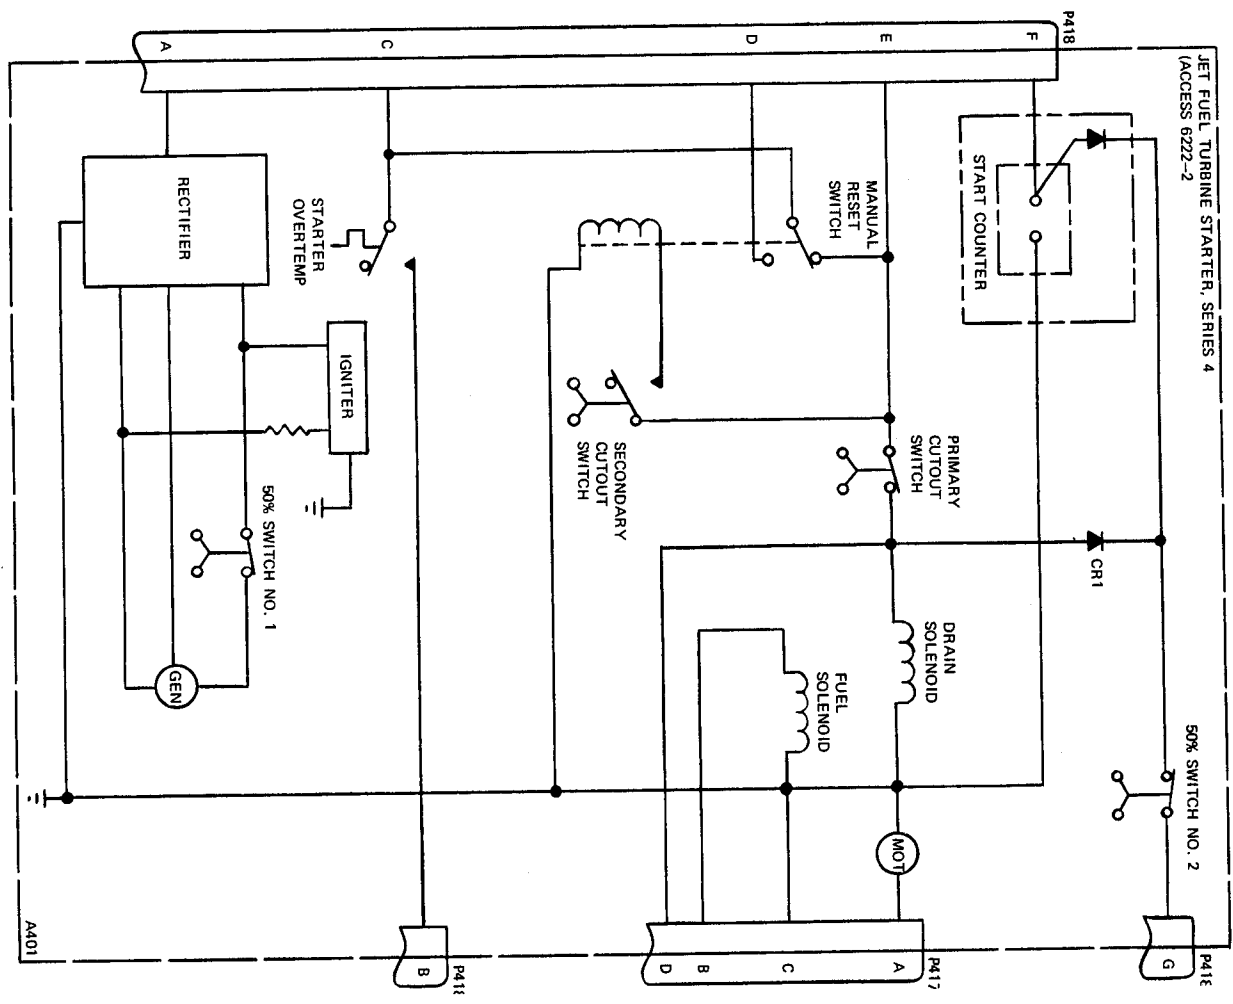 JET FUEL TURBINE STARTER, SERIES 4
(ACCESS 6222-2
P418
F
E
D
C
A
START COUNTER
MANUAL
RESET
SWITCH
STARTER
OVERTEMP
RECTIFIER
IGNITER
PRIMARY
CUTOUT
SWITCH
SECONDARY
CUTOUT
SWITCH
50% SWITCH NO. 1
CR1
DRAIN
SOLENOID
FUEL
SOLENOID
GEN
50% SWITCH NO. 2
MOT
P418
G
P417
A
C
B
D
P418
B
A401